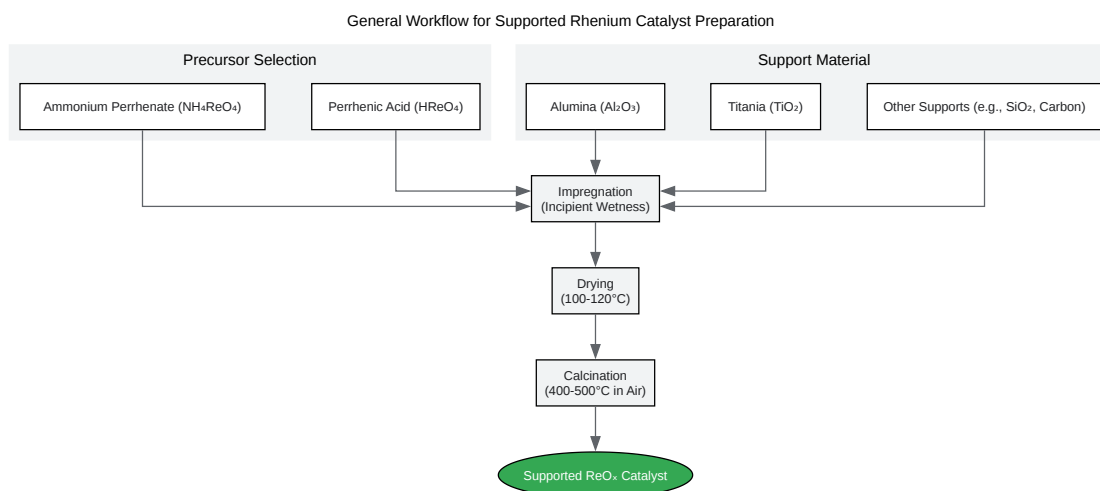 General Workflow for Supported Rhenium Catalyst Preparation
Precursor Selection
Support Material
Ammonium Perrhenate (NH₄ReO₄)
Perrhenic Acid (HReO₄)
Alumina (Al₂O₃)
Titania (TiO₂)
Other Supports (e.g., SiO₂, Carbon)
Impregnation
(Incipient Wetness)
Drying
(100-120°C)
Calcination
(400-500°C in Air)
Supported ReOₓ Catalyst